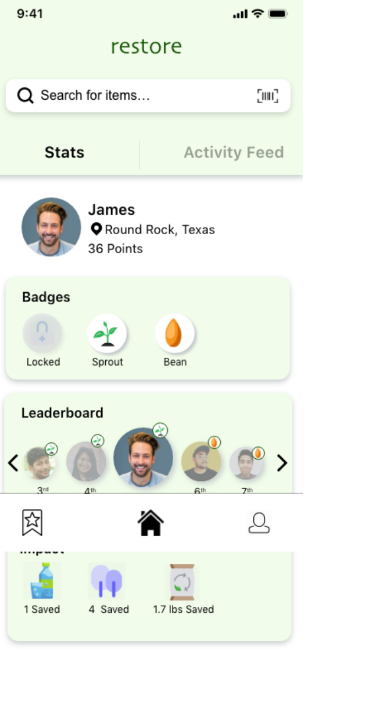 9:41
restore
Search for items...
Stats Activity Feed
James
Round Rock, Texas
36 Points
Badges
Locked Sprout Bean
Leaderboard
3rd 4th 6th 7th
Impact
1 Saved 4 Saved 1.7 lbs Saved